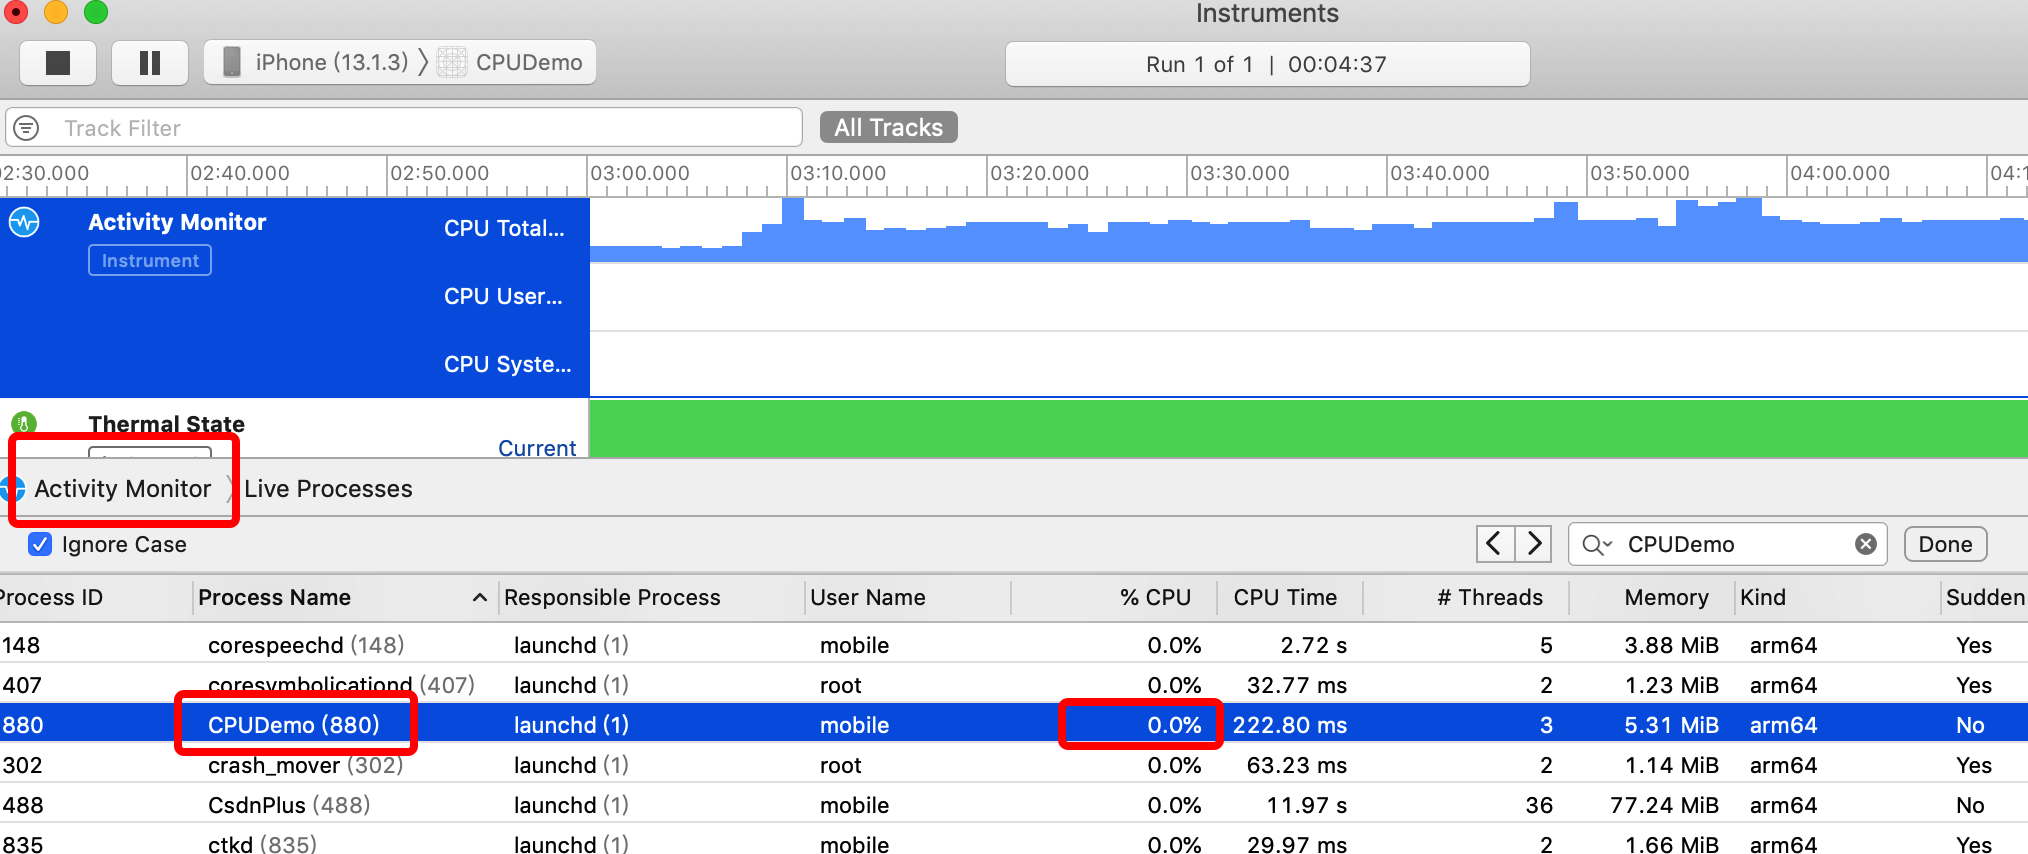 Instruments
iPhone (13.1.3) CPUDemo
Run 1 of 1 | 00:04:37
Track Filter All Tracks
02:30.000 02:40.000 02:50.000 03:00.000 03:10.000 03:20.000 03:30.000 03:40.000 03:50.000 04:00.000 04:1
Activity Monitor CPU Total...
Instrument
CPU User...
CPU Syste...
Thermal State
Current
Activity Monitor Live Processes
Ignore Case CPUDemo Done
Process ID Process Name Responsible Process User Name % CPU CPU Time # Threads Memory Kind Sudden
148 corespeechd (148) launchd (1) mobile 0.0% 2.72 s 5 3.88 MiB arm64 Yes
407 coresymbolicationd (407) launchd (1) root 0.0% 32.77 ms 2 1.23 MiB arm64 Yes
880 CPUDemo (880) launchd (1) mobile 0.0% 222.80 ms 3 5.31 MiB arm64 No
302 crash_mover (302) launchd (1) root 0.0% 63.23 ms 2 1.14 MiB arm64 Yes
488 CsdnPlus (488) launchd (1) mobile 0.0% 11.97 s 36 77.24 MiB arm64 No
835 ctkd (835) launchd (1) mobile 0.0% 29.97 ms 2 1.66 MiB arm64 Yes